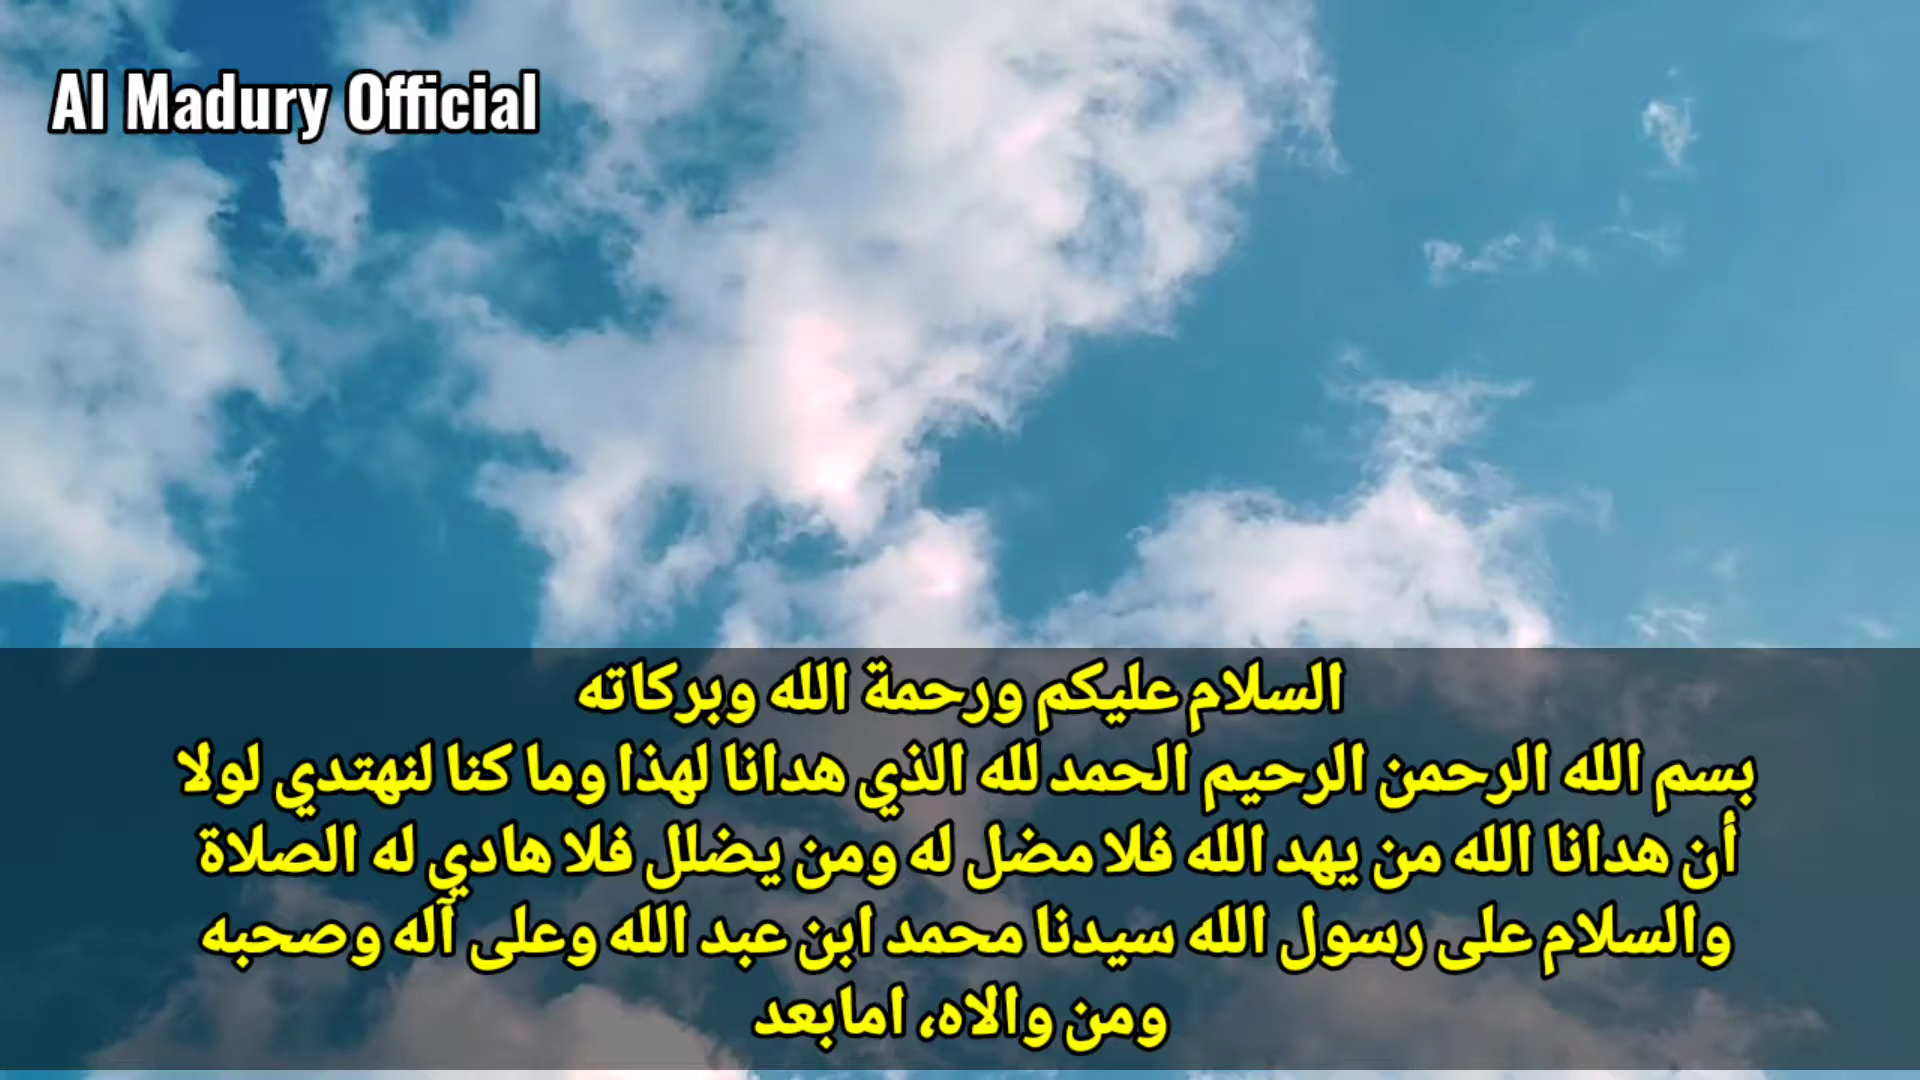 Al Madury Official
السلام عليكم ورحمة الله وبركاته
بسم الله الرحمن الرحيم الحمد لله الذي هدانا لهذا وما كنا لنهتدي لولا
أن هدانا الله من يهد الله فلا مضل له ومن يضلل فلا هادي له الصلاة
والسلام على رسول الله سيدنا محمد ابن عبد الله وعلى آله وصحبه
ومن والاه، امابعد